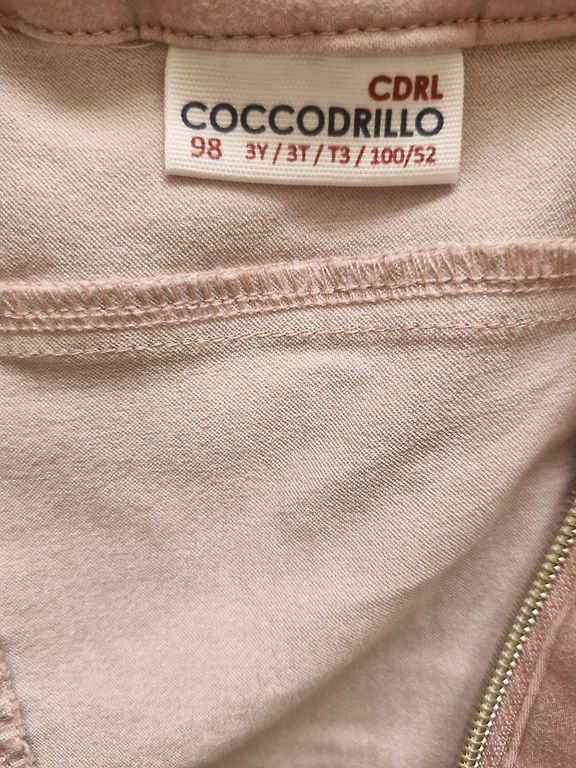 CDRL
COCCODRILLO
98 3Y / 3T / T3 / 100/52